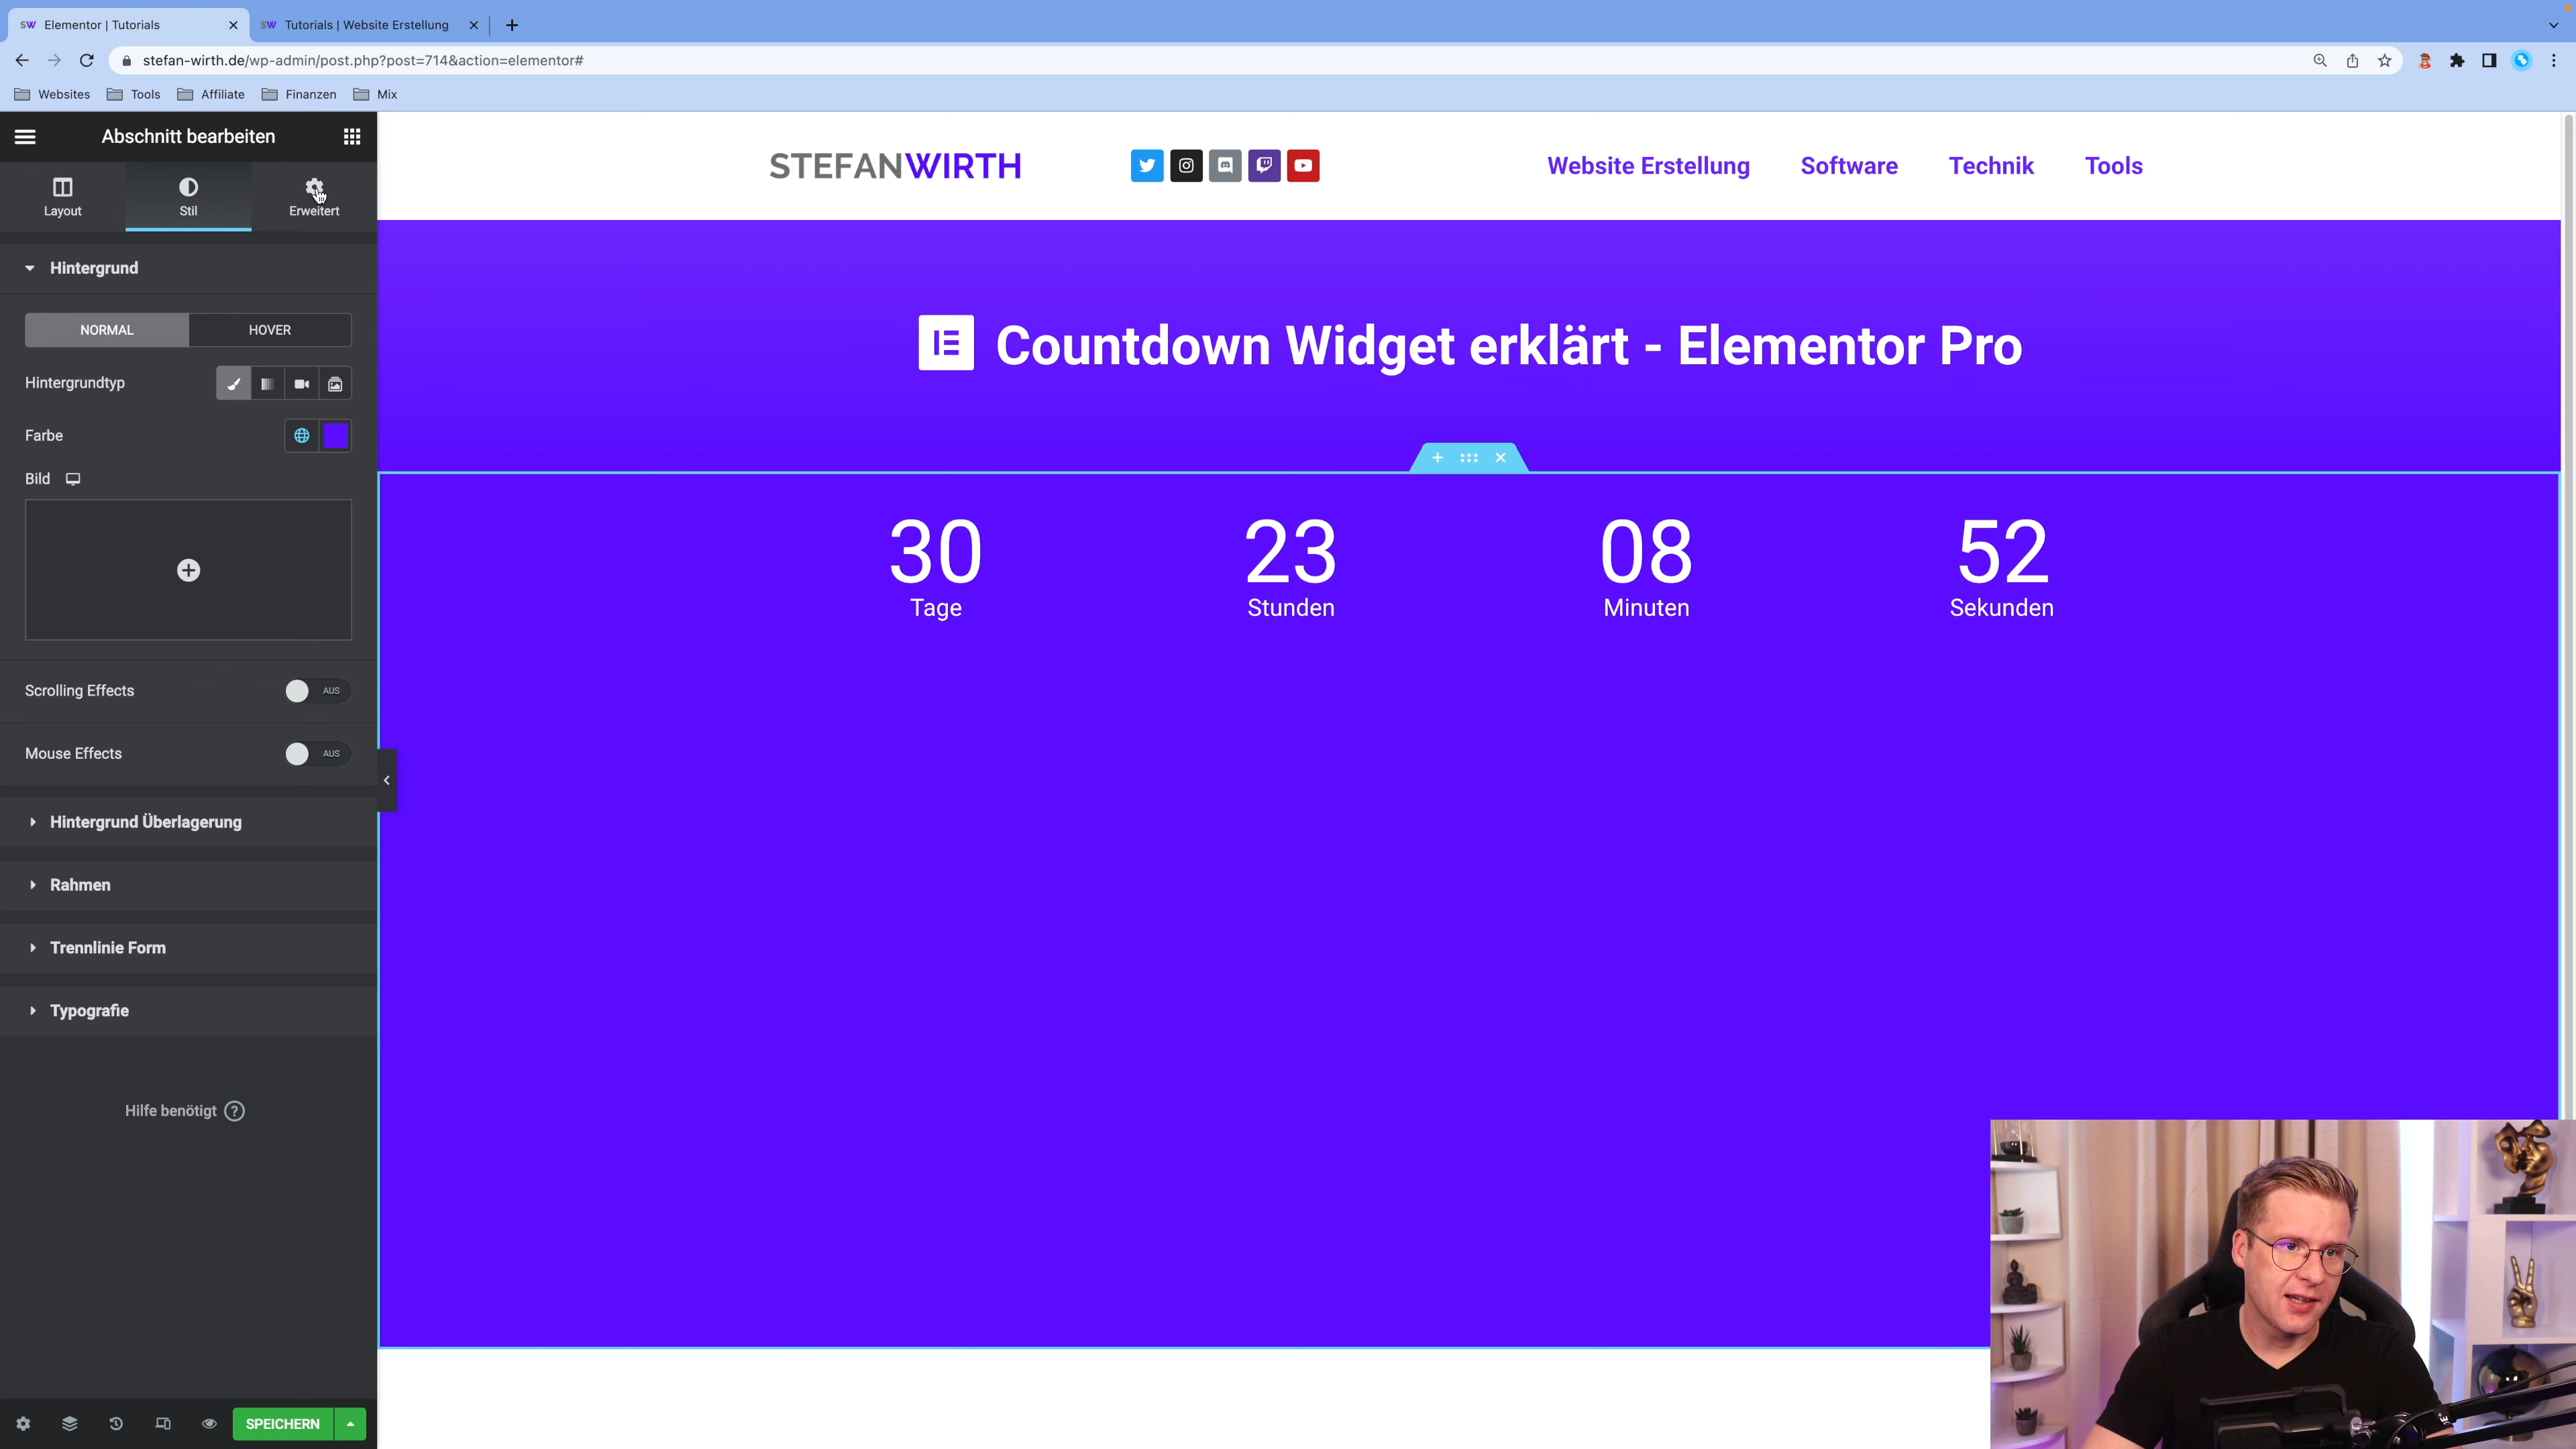 SW Elementor | Tutorials
SW Tutorials | Website Erstellung
stefan-wirth.de/wp-admin/post.php?post=714&action=elementor#
Websites Tools Affiliate Finanzen Mix
Abschnitt bearbeiten
Layout Stil Erweitert
Hintergrund
NORMAL HOVER
Hintergrundtyp
Farbe
Bild
Scrolling Effects AUS
Mouse Effects AUS
Hintergrund Überlagerung
Rahmen
Trennlinie Form
Typografie
Hilfe benötigt ?
SPEICHERN
STEFANWIRTH
Website Erstellung Software Technik Tools
Countdown Widget erklärt - Elementor Pro
30 23 08 52
Tage Stunden Minuten Sekunden